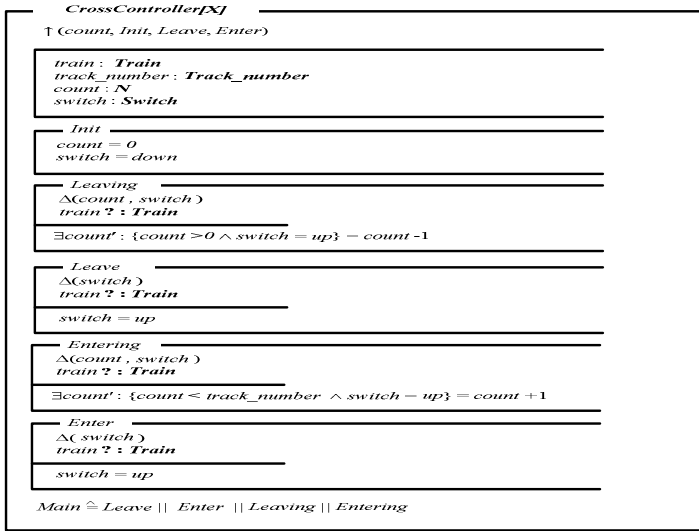 CrossController[X]
↾ (count, Init, Leave, Enter)
train : Train
track_number : Track_number
count : N
switch : Switch
Init
count = 0
switch = down
Leaving
Δ(count , switch )
train ? : Train
∃count' : {count >0 ∧ switch = up} − count -1
Leave
Δ(switch )
train ? : Train
switch = up
Entering
Δ(count , switch )
train ? : Train
∃count' : {count < track_number ∧ switch − up} = count +1
Enter
Δ( switch )
train ? : Train
switch = up
Main ≙ Leave || Enter || Leaving || Entering